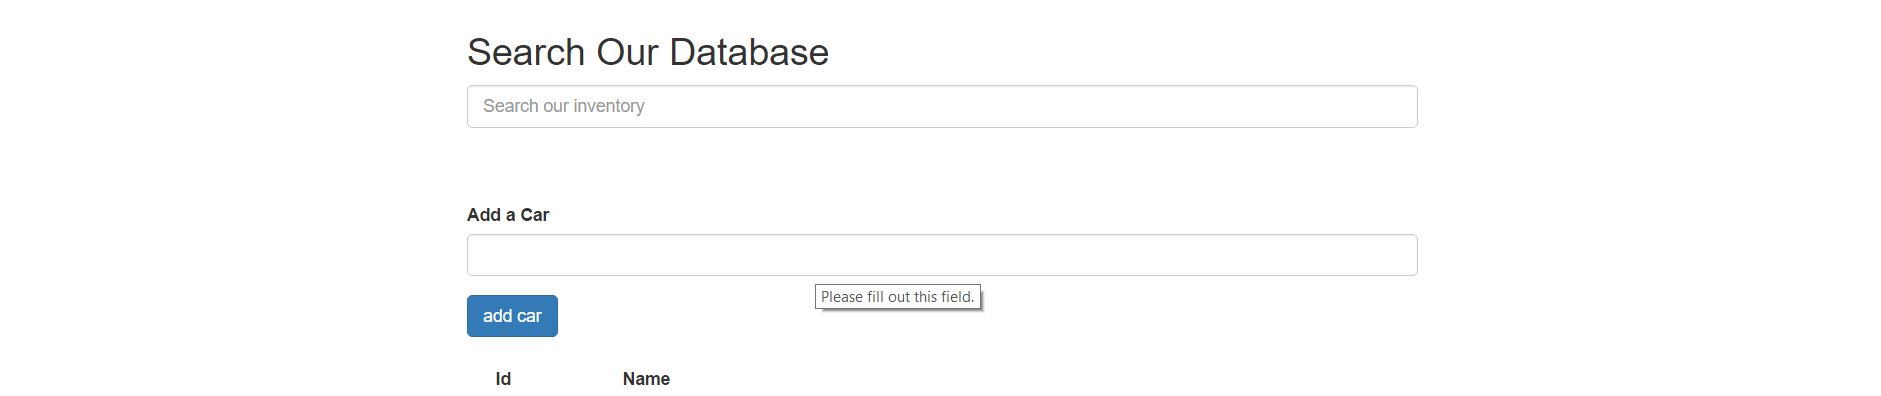 Search Our Database
Search our inventory
Add a Car
Please fill out this field.
add car
Id Name